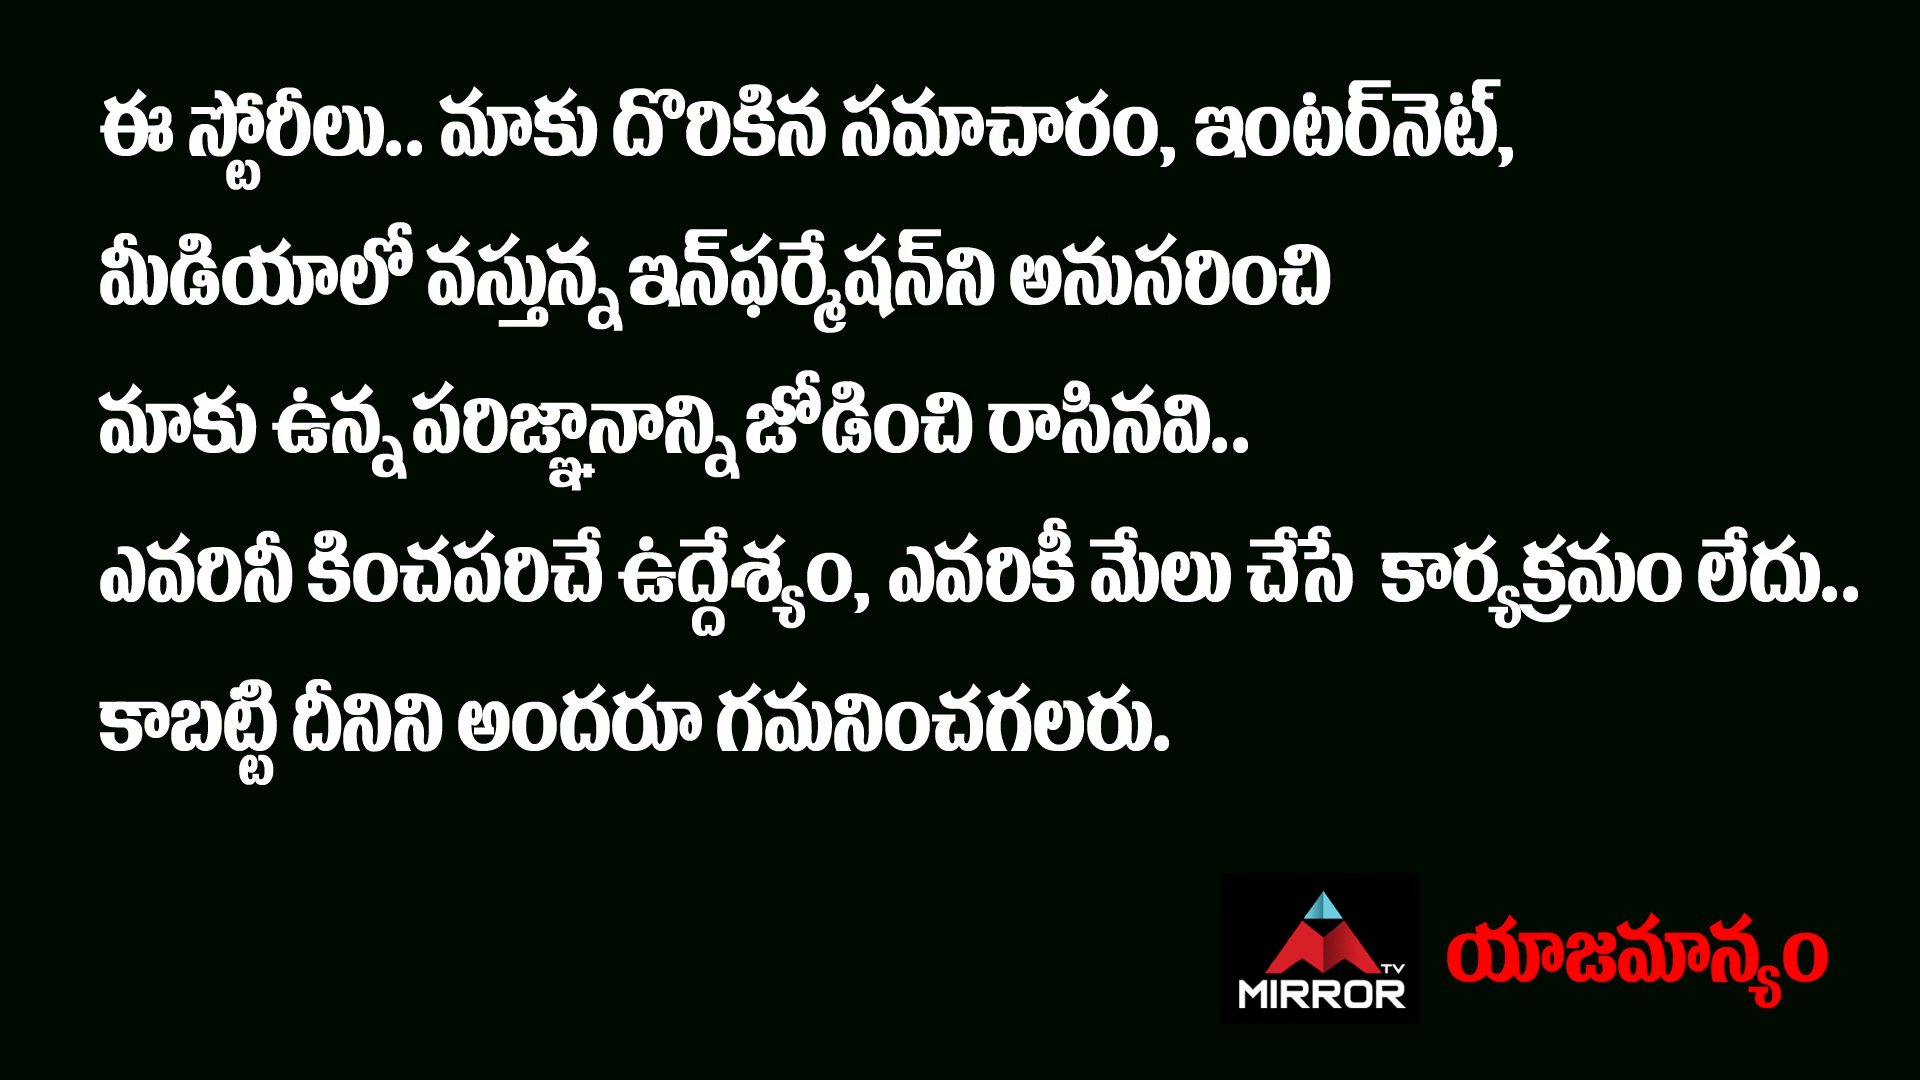 ఈ స్టోరీలు.. మాకు దొరికిన సమాచారం, ఇంటర్‌నెట్,
మీడియాలో వస్తున్న ఇన్‌ఫర్మేషన్‌ని అనుసరించి
మాకు ఉన్న పరిజ్ఞానాన్ని జోడించి రాసినవి..
ఎవరినీ కించపరిచే ఉద్దేశ్యం, ఎవరికీ మేలు చేసే కార్యక్రమం లేదు..
కాబట్టి దీనిని అందరూ గమనించగలరు.
TV
MIRROR
యాజమాన్యం